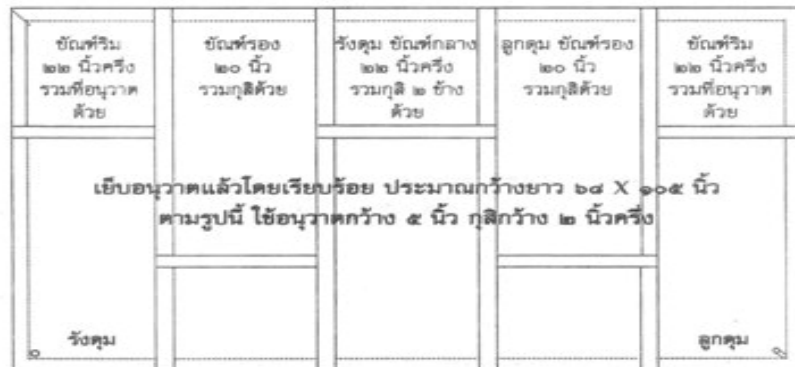 ขัณฑ์ริม
๒๒ นิ้วครึ่ง
รวมที่อนุวาต
ด้วย
ขัณฑ์รอง
๒๐ นิ้ว
รวมกุสิด้วย
รังดุม ขัณฑ์กลาง
๒๒ นิ้วครึ่ง
รวมกุสิ ๒ ข้าง
ด้วย
ลูกดุม ขัณฑ์รอง
๒๐ นิ้ว
รวมกุสิด้วย
ขัณฑ์ริม
๒๒ นิ้วครึ่ง
รวมที่อนุวาต
ด้วย
เย็บอนุวาตแล้วโดยเรียบร้อย ประมาณกว้างยาว ๖๘ X ๑๐๕ นิ้ว
ตามรูปนี้ ใช้อนุวาตกว้าง ๕ นิ้ว กุสิกว้าง ๒ นิ้วครึ่ง
รังดุม
ลูกดุม